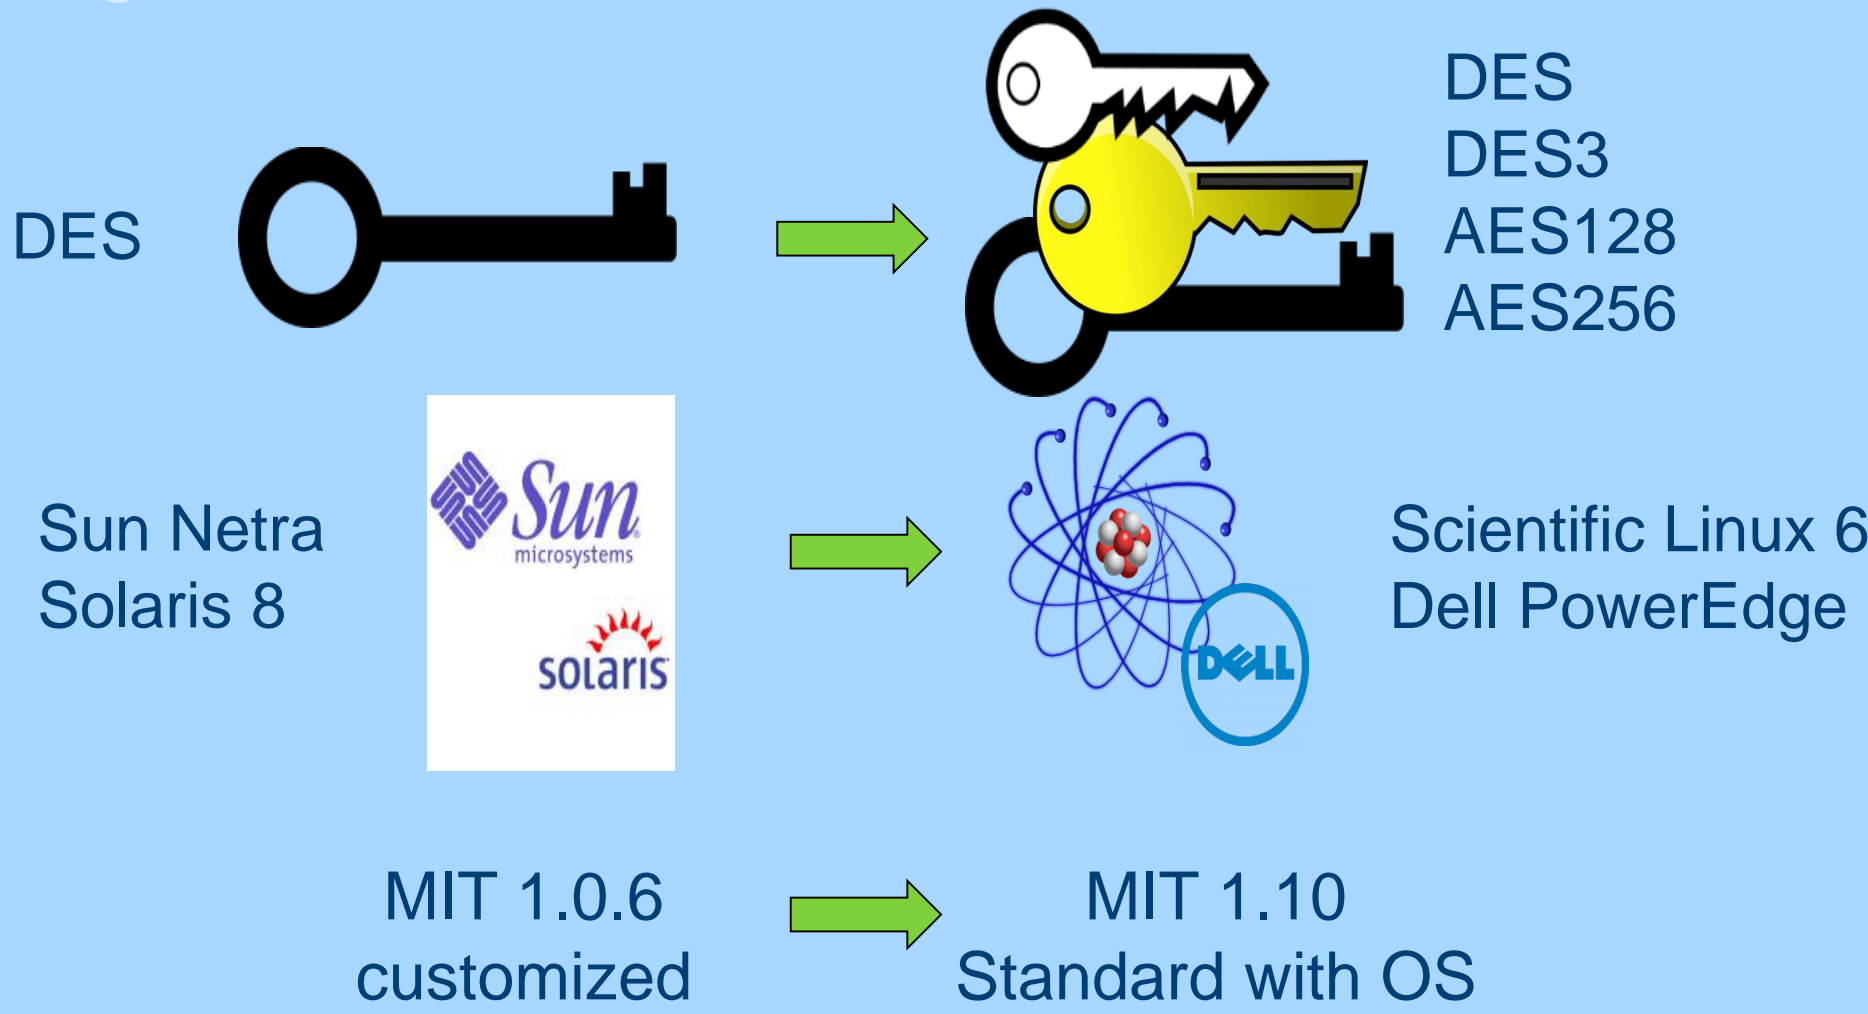 DES
DES
DES3
AES128
AES256
Sun Netra
Solaris 8
Sun
microsystems
solaris
DELL
Scientific Linux 6
Dell PowerEdge
MIT 1.0.6
customized
MIT 1.10
Standard with OS